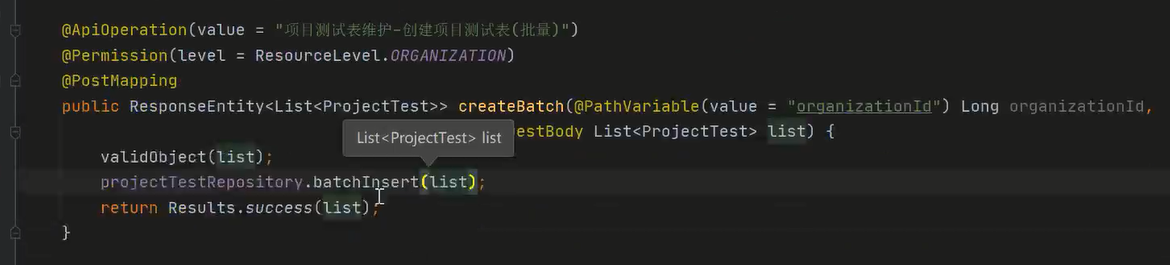 @ApiOperation(value = "项目测试表维护-创建项目测试表(批量)")
@Permission(level = ResourceLevel.ORGANIZATION)
@PostMapping
public ResponseEntity<List<ProjectTest>> createBatch(@PathVariable(value = "organizationId") Long organizationId,
estBody List<ProjectTest> list) {
List<ProjectTest> list
validObject(list);
projectTestRepository.batchInsert(list);
return Results.success(list);
}